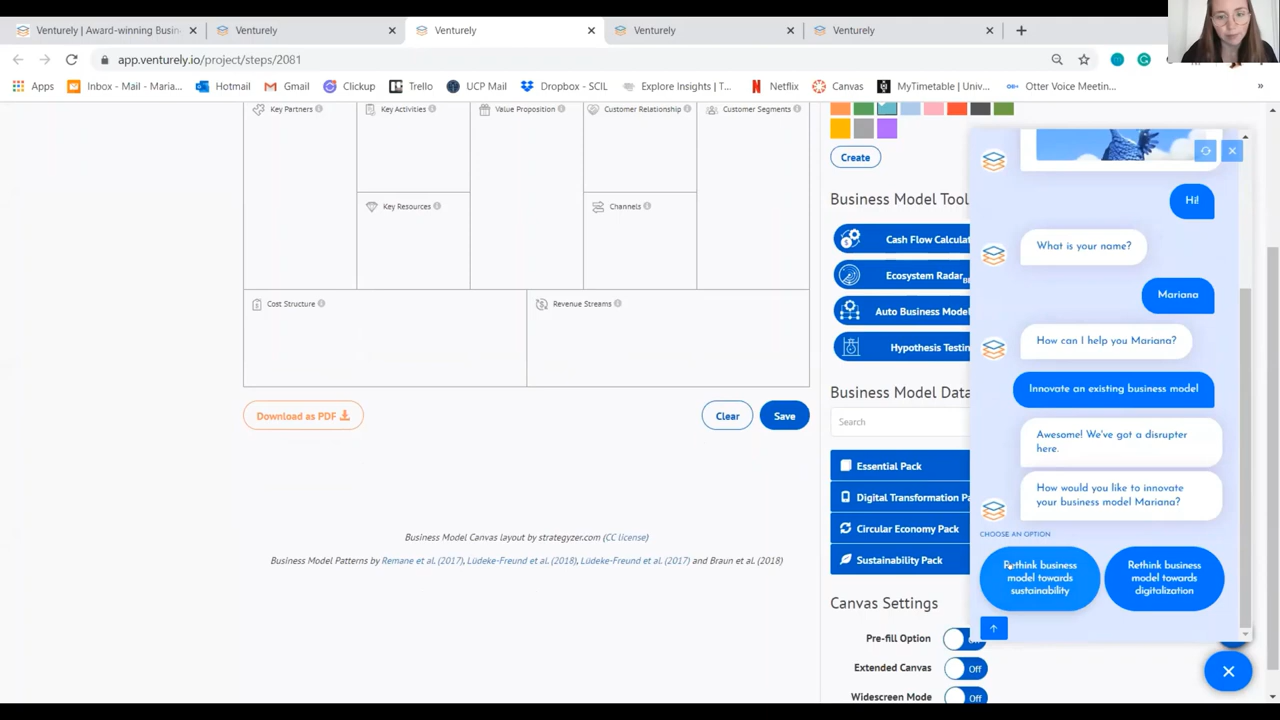 Venturely | Award-winning Busin
Venturely
Venturely
Venturely
Venturely
app.venturely.io/project/steps/2081
Apps
Inbox - Mail - Maria...
Hotmail
Gmail
Clickup
Trello
UCP Mail
Dropbox - SCIL
Explore Insights | T...
Netflix
Canvas
MyTimetable | Univ...
Otter Voice Meetin...
»
Key Partners
Key Activities
Value Proposition
Customer Relationship
Customer Segments
Key Resources
Channels
Cost Structure
Revenue Streams
Download as PDF
Clear
Save
Business Model Canvas layout by strategyzer.com (CC license)
Business Model Patterns by Remane et al. (2017), Lüdeke-Freund et al. (2018), Lüdeke-Freund et al. (2017) and Braun et al. (2018)
Create
Business Model Tool
Cash Flow Calculat
Ecosystem Radar
Auto Business Model
Hypothesis Testin
Business Model Data
Search
Essential Pack
Digital Transformation Pa
Circular Economy Pack
Sustainability Pack
Canvas Settings
Pre-fill Option
Extended Canvas
Off
Widescreen Mode
Off
Hi!
What is your name?
Mariana
How can I help you Mariana?
Innovate an existing business model
Awesome! We've got a disrupter
here.
How would you like to innovate
your business model Mariana?
CHOOSE AN OPTION
Rethink business
model towards
sustainability
Rethink business
model towards
digitalization